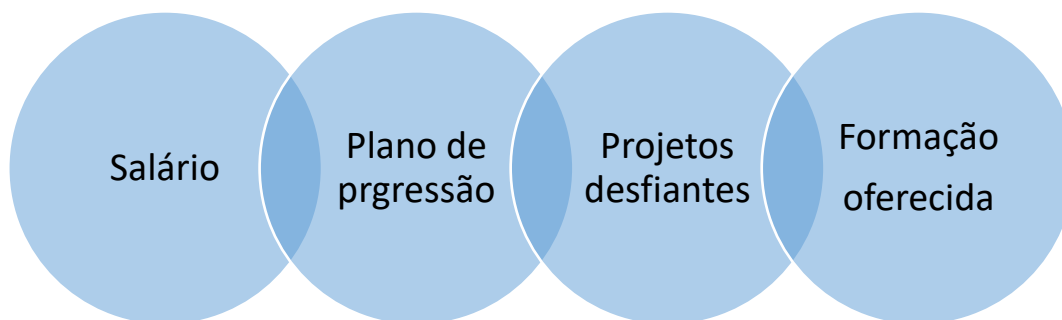 Salário
Plano de
prgressão
Projetos
desfiantes
Formação
oferecida